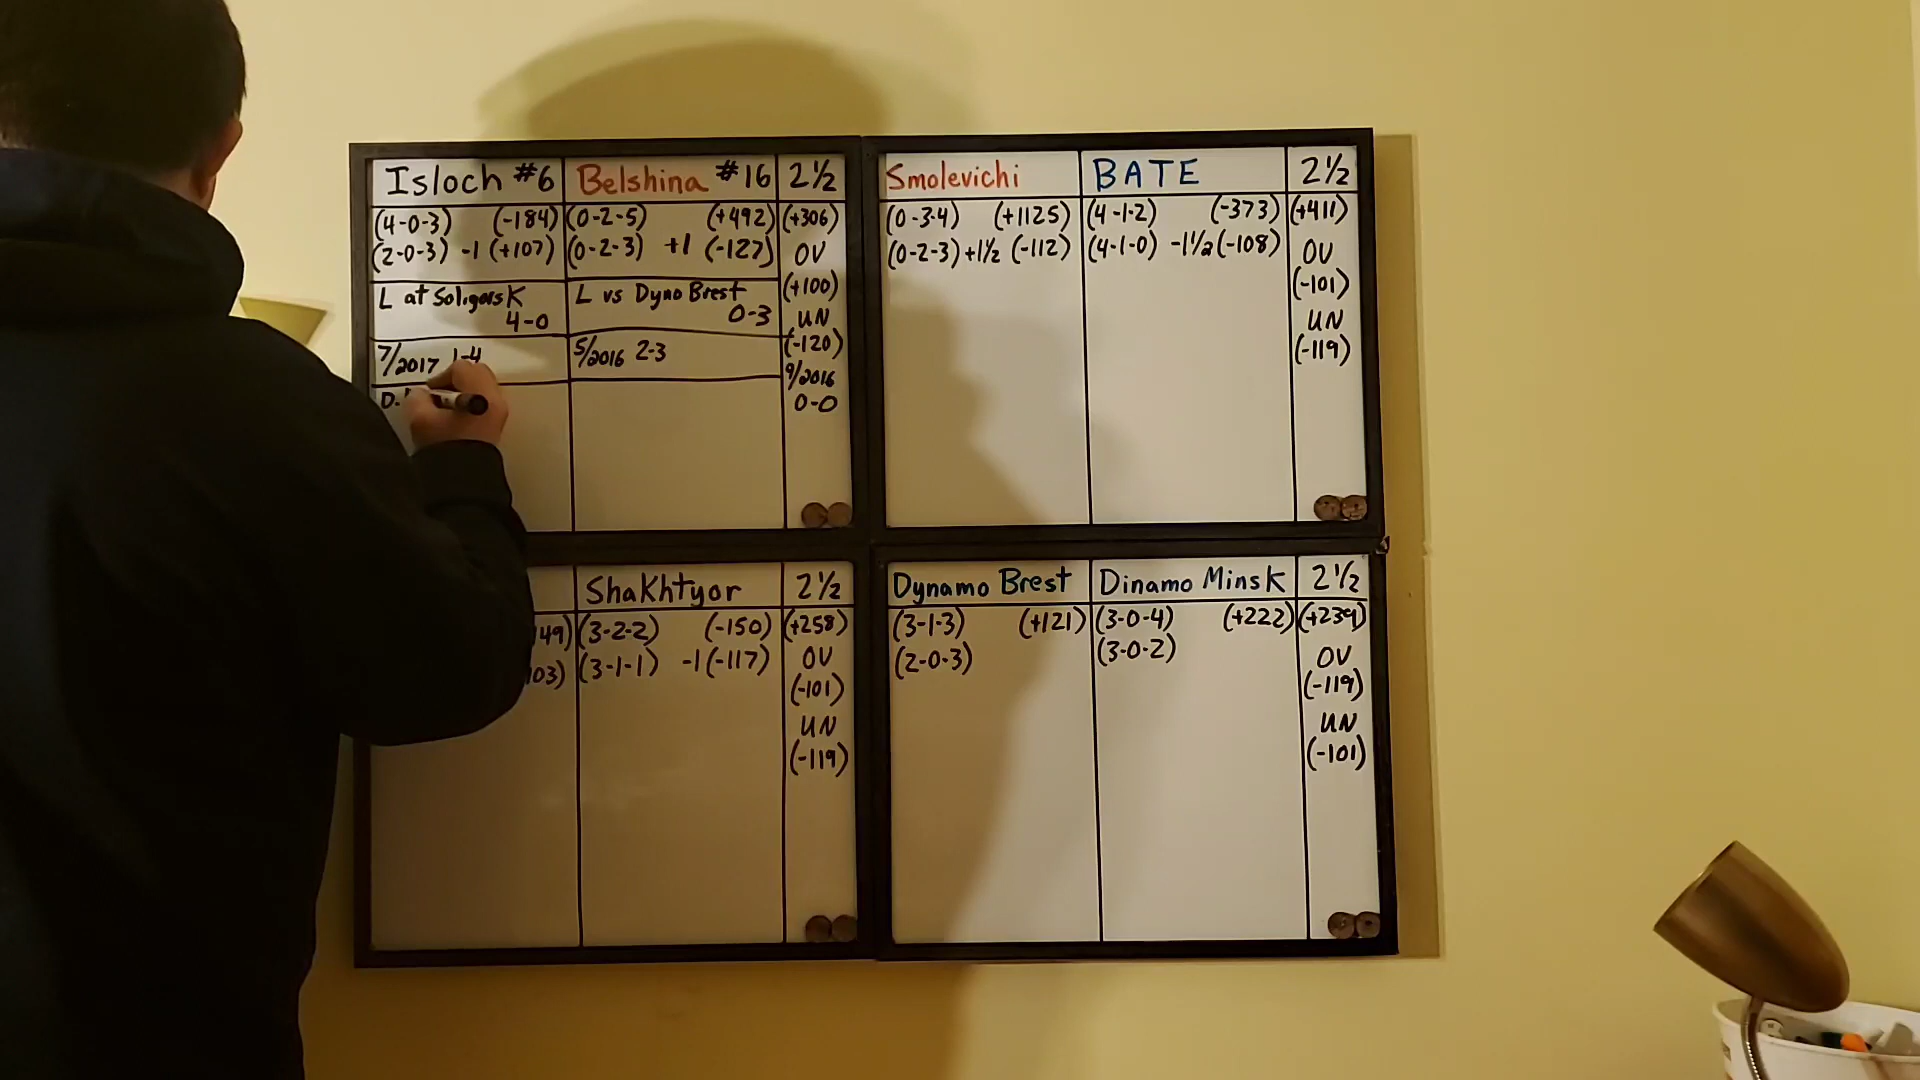 Isloch #6 Belshina #16 2½
(4-0-3) (-184) (0-2-5) (+492) (+306)
(2-0-3) -1 (+107) (0-2-3) +1 (-127) OV
(+100)
L at Soligorsk L vs Dyno Brest
4-0 0-3 UN
(-120)
7/2017 1-4 5/2016 2-3
9/2016
0-0
Smolevichi BATE 2½
(0-3-4) (+1125) (4-1-2) (-373) (+411)
(0-2-3) +1½ (-112) (4-1-0) -1½ (-108) OV
(-101)
UN
(-119)
Shakhtyor 2½
149) (3-2-2) (-150) (+258)
03) (3-1-1) -1 (-117) OV
(-101)
UN
(-119)
Dynamo Brest Dinamo Minsk 2½
(3-1-3) (+121) (3-0-4) (+222) (+239)
(2-0-3) (3-0-2) OV
(-119)
UN
(-101)